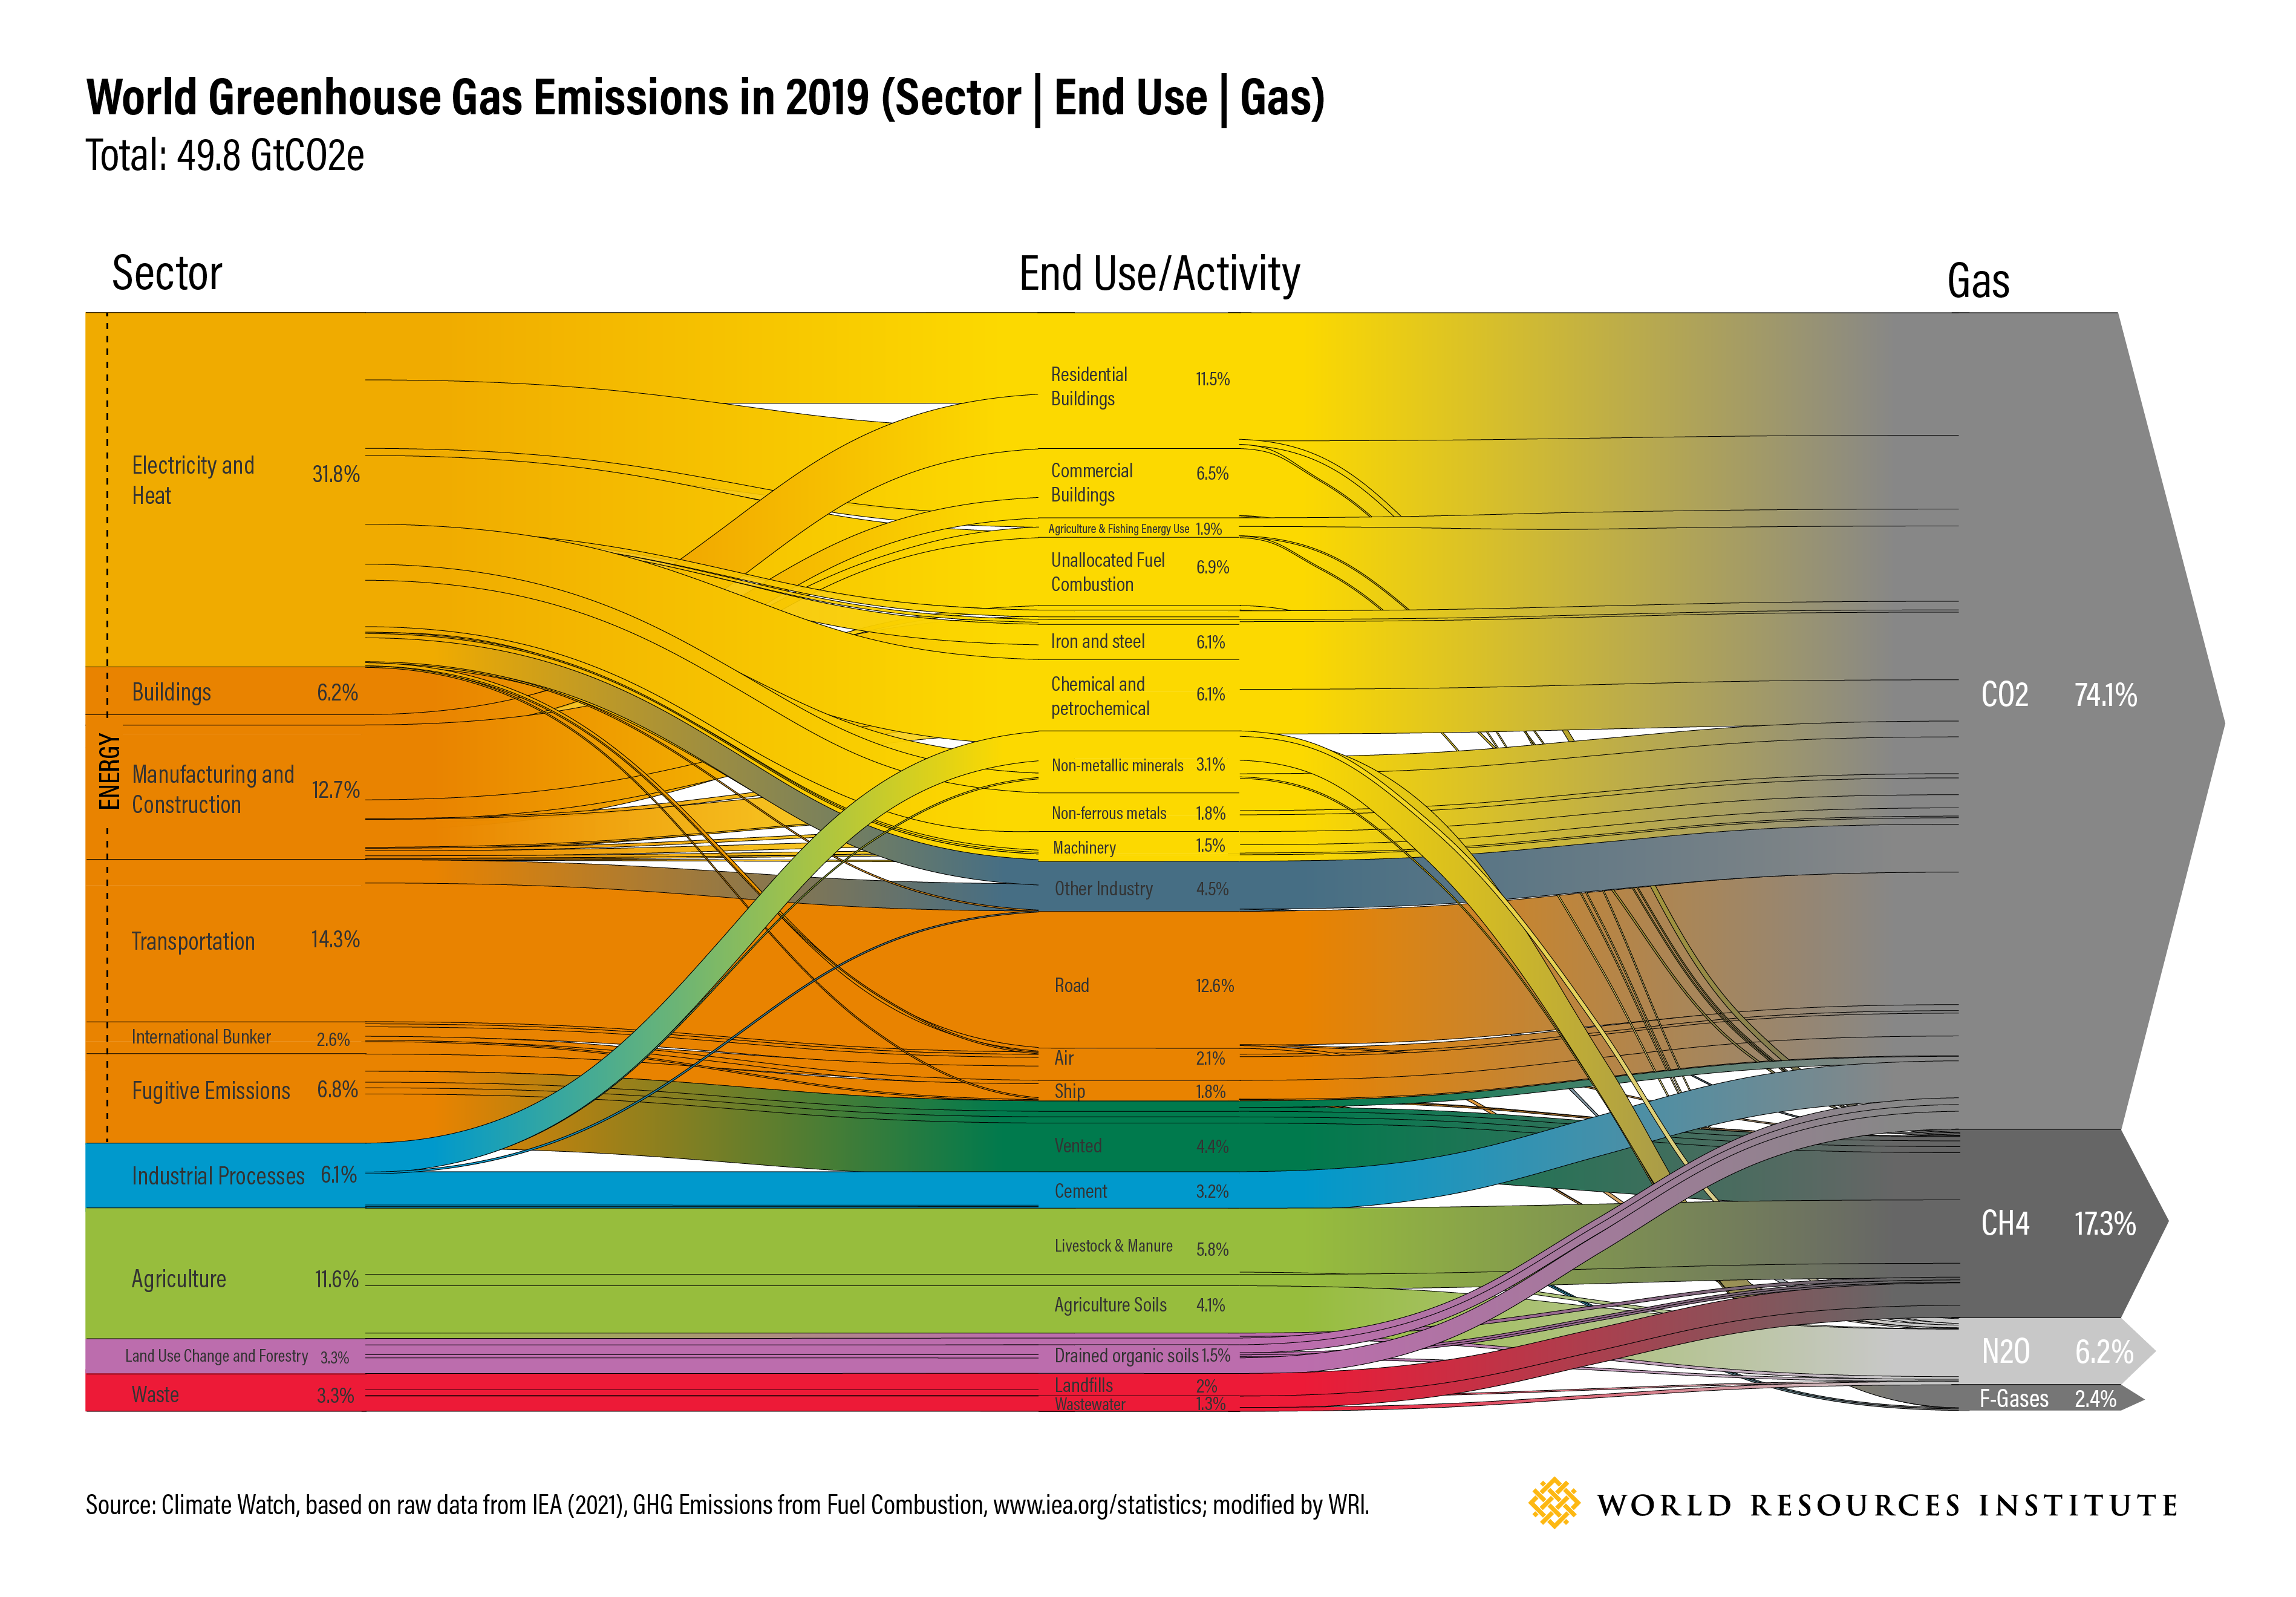 World Greenhouse Gas Emissions in 2019 (Sector | End Use | Gas)
Total: 49.8 GtCO2e
Sector
End Use/Activity
Gas
ENERGY
Electricity and
Heat
31.8%
Buildings 6.2%
Manufacturing and
Construction
12.7%
Transportation 14.3%
International Bunker 2.6%
Fugitive Emissions 6.8%
Industrial Processes 6.1%
Agriculture 11.6%
Land Use Change and Forestry 3.3%
Waste 3.3%
Residential
Buildings
11.5%
Commercial
Buildings
6.5%
Agriculture & Fishing Energy Use 1.9%
Unallocated Fuel
Combustion
6.9%
Iron and steel 6.1%
Chemical and
petrochemical
6.1%
Non-metallic minerals 3.1%
Non-ferrous metals 1.8%
Machinery 1.5%
Other Industry 4.5%
Road 12.6%
Air 2.1%
Ship 1.8%
Vented 4.4%
Cement 3.2%
Livestock & Manure 5.8%
Agriculture Soils 4.1%
Drained organic soils 1.5%
Landfills 2%
Wastewater 1.3%
CO2 74.1%
CH4 17.3%
N2O 6.2%
F-Gases 2.4%
Source: Climate Watch, based on raw data from IEA (2021), GHG Emissions from Fuel Combustion, www.iea.org/statistics; modified by WRI.
WORLD RESOURCES INSTITUTE